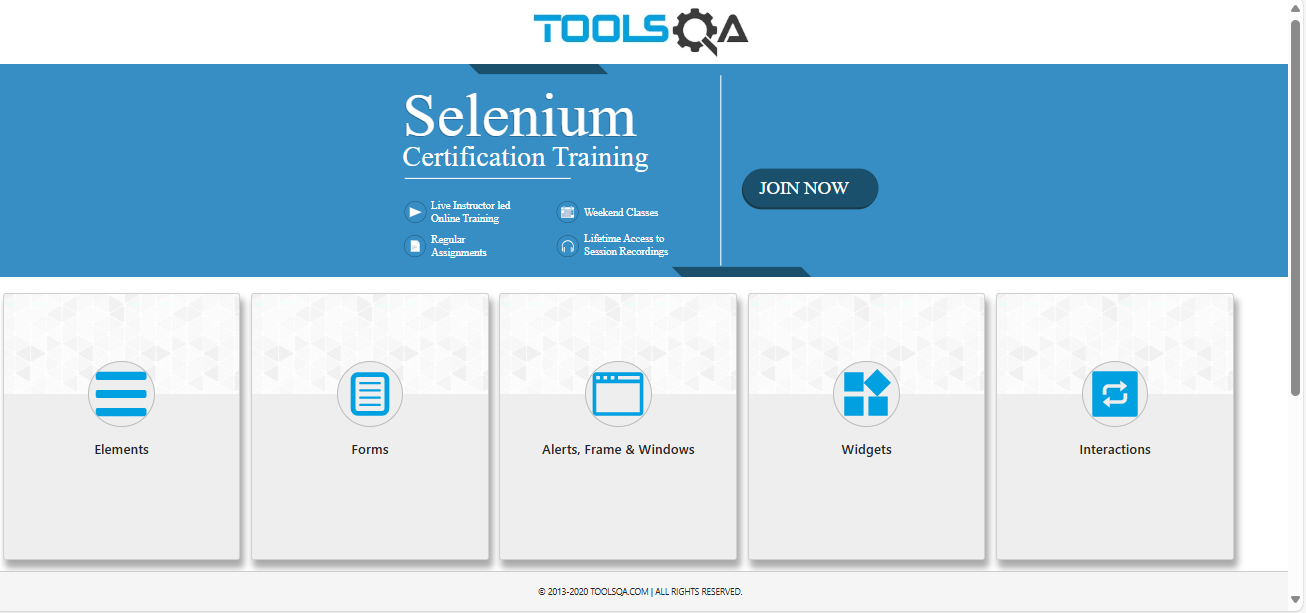 TOOLSQA
Selenium
Certification Training
JOIN NOW
Live Instructor led
Online Training
Weekend Classes
Regular
Assignments
Lifetime Access to
Session Recordings
Elements
Forms
Alerts, Frame & Windows
Widgets
Interactions
© 2013-2020 TOOLSQA.COM | ALL RIGHTS RESERVED.